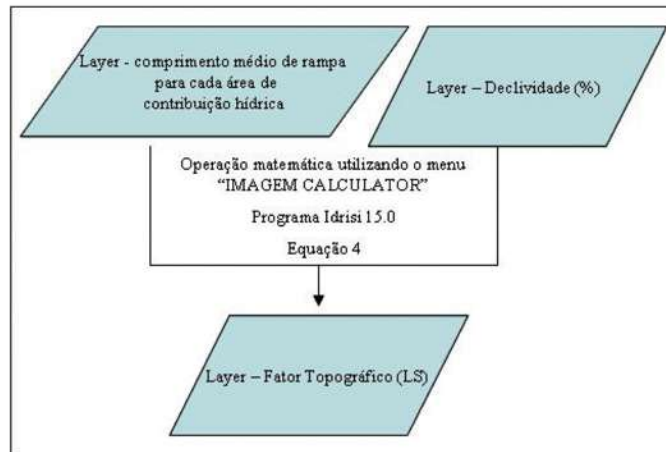 Layer - comprimento médio de rampa
para cada área de
contribuição hídrica
Layer – Declividade (%)
Operação matemática utilizando o menu
“IMAGEM CALCULATOR”
Programa Idrisi 15.0
Equação 4
Layer – Fator Topográfico (LS)